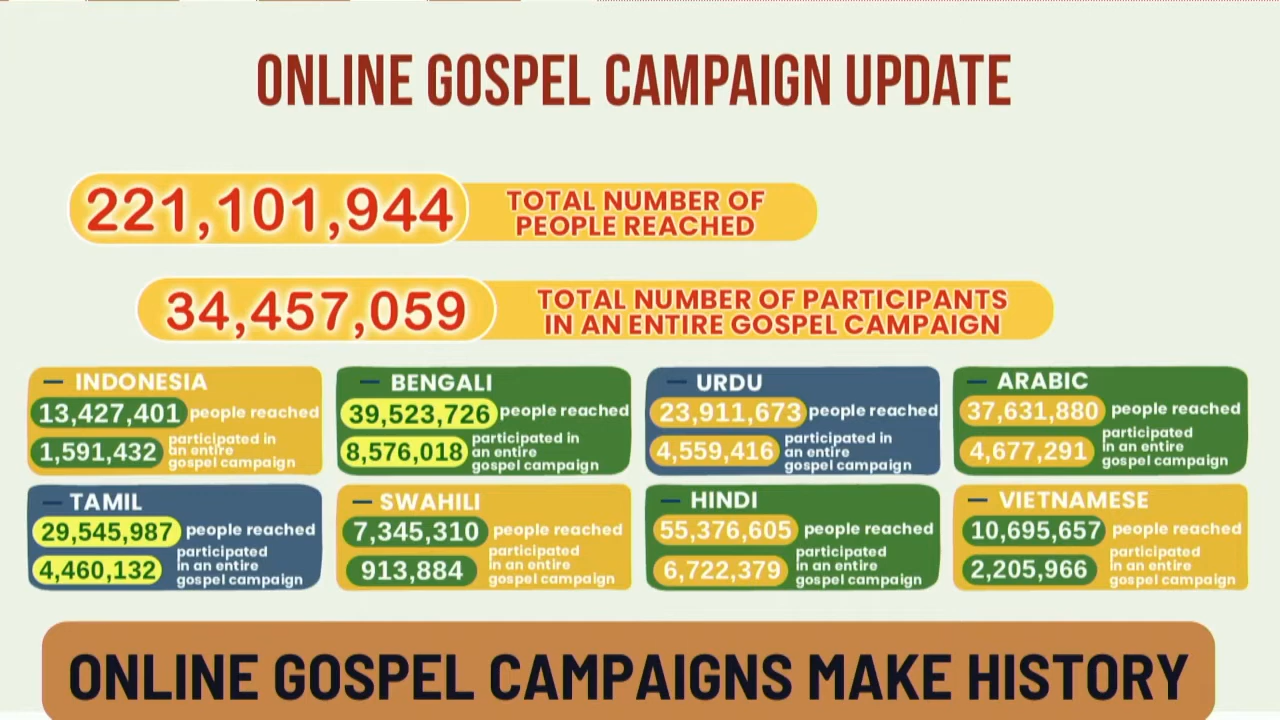 ONLINE GOSPEL CAMPAIGN UPDATE
221,101,944
TOTAL NUMBER OF
PEOPLE REACHED
34,457,059
TOTAL NUMBER OF PARTICIPANTS
IN AN ENTIRE GOSPEL CAMPAIGN
— INDONESIA
13,427,401 people reached
1,591,432
participated in
an entire
gospel campaign
— BENGALI
39,523,726 people reached
8,576,018
participated in
an entire
gospel campaign
— URDU
23,911,673 people reached
4,559,416
participated in
an entire
gospel campaign
— ARABIC
37,631,880 people reached
4,677,291
participated
in an entire
gospel campaign
— TAMIL
29,545,987 people reached
4,460,132
participated
in an entire
gospel campaign
— SWAHILI
7,345,310 people reached
913,884
participated
in an entire
gospel campaign
— HINDI
55,376,605 people reached
6,722,379
participated
in an entire
gospel campaign
— VIETNAMESE
10,695,657 people reached
2,205,966
participated
in an entire
gospel campaign
ONLINE GOSPEL CAMPAIGNS MAKE HISTORY